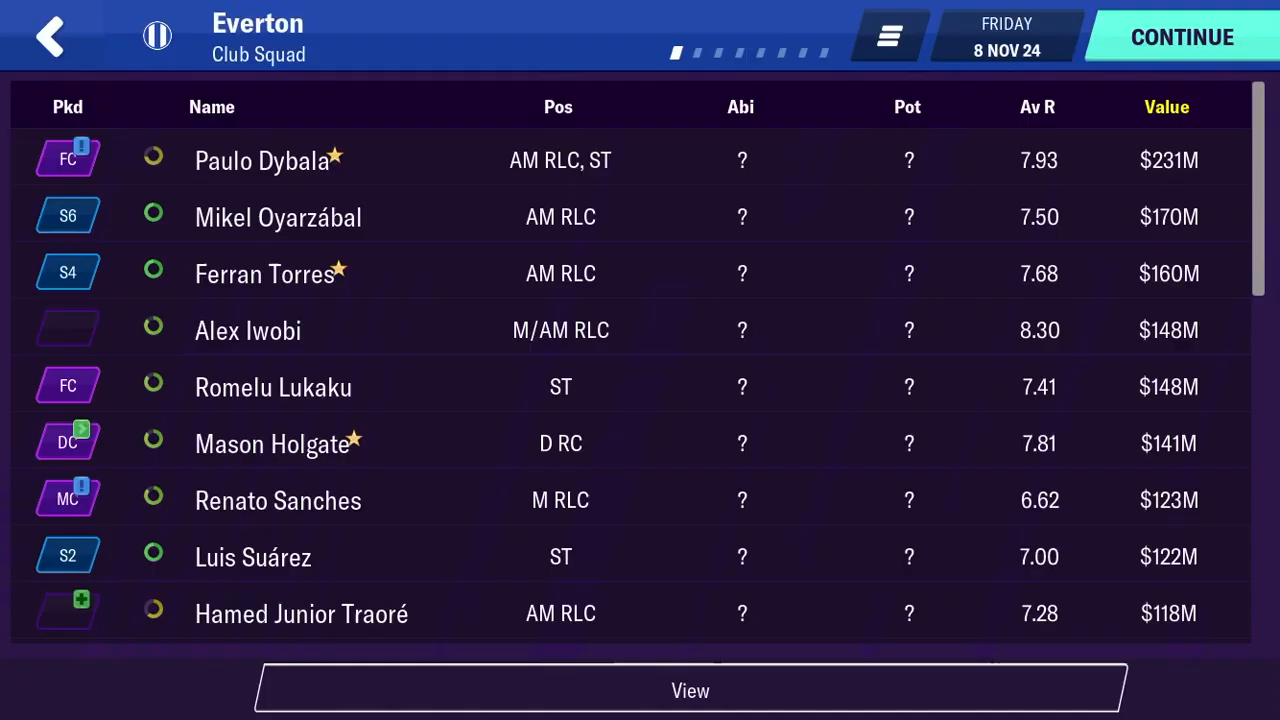 Everton
Club Squad
FRIDAY
8 NOV 24
CONTINUE
Pkd Name Pos Abi Pot Av R Value
FC Paulo Dybala AM RLC, ST ? ? 7.93 $231M
S6 Mikel Oyarzábal AM RLC ? ? 7.50 $170M
S4 Ferran Torres AM RLC ? ? 7.68 $160M
Alex Iwobi M/AM RLC ? ? 8.30 $148M
FC Romelu Lukaku ST ? ? 7.41 $148M
DC Mason Holgate D RC ? ? 7.81 $141M
MC Renato Sanches M RLC ? ? 6.62 $123M
S2 Luis Suárez ST ? ? 7.00 $122M
Hamed Junior Traoré AM RLC ? ? 7.28 $118M
View